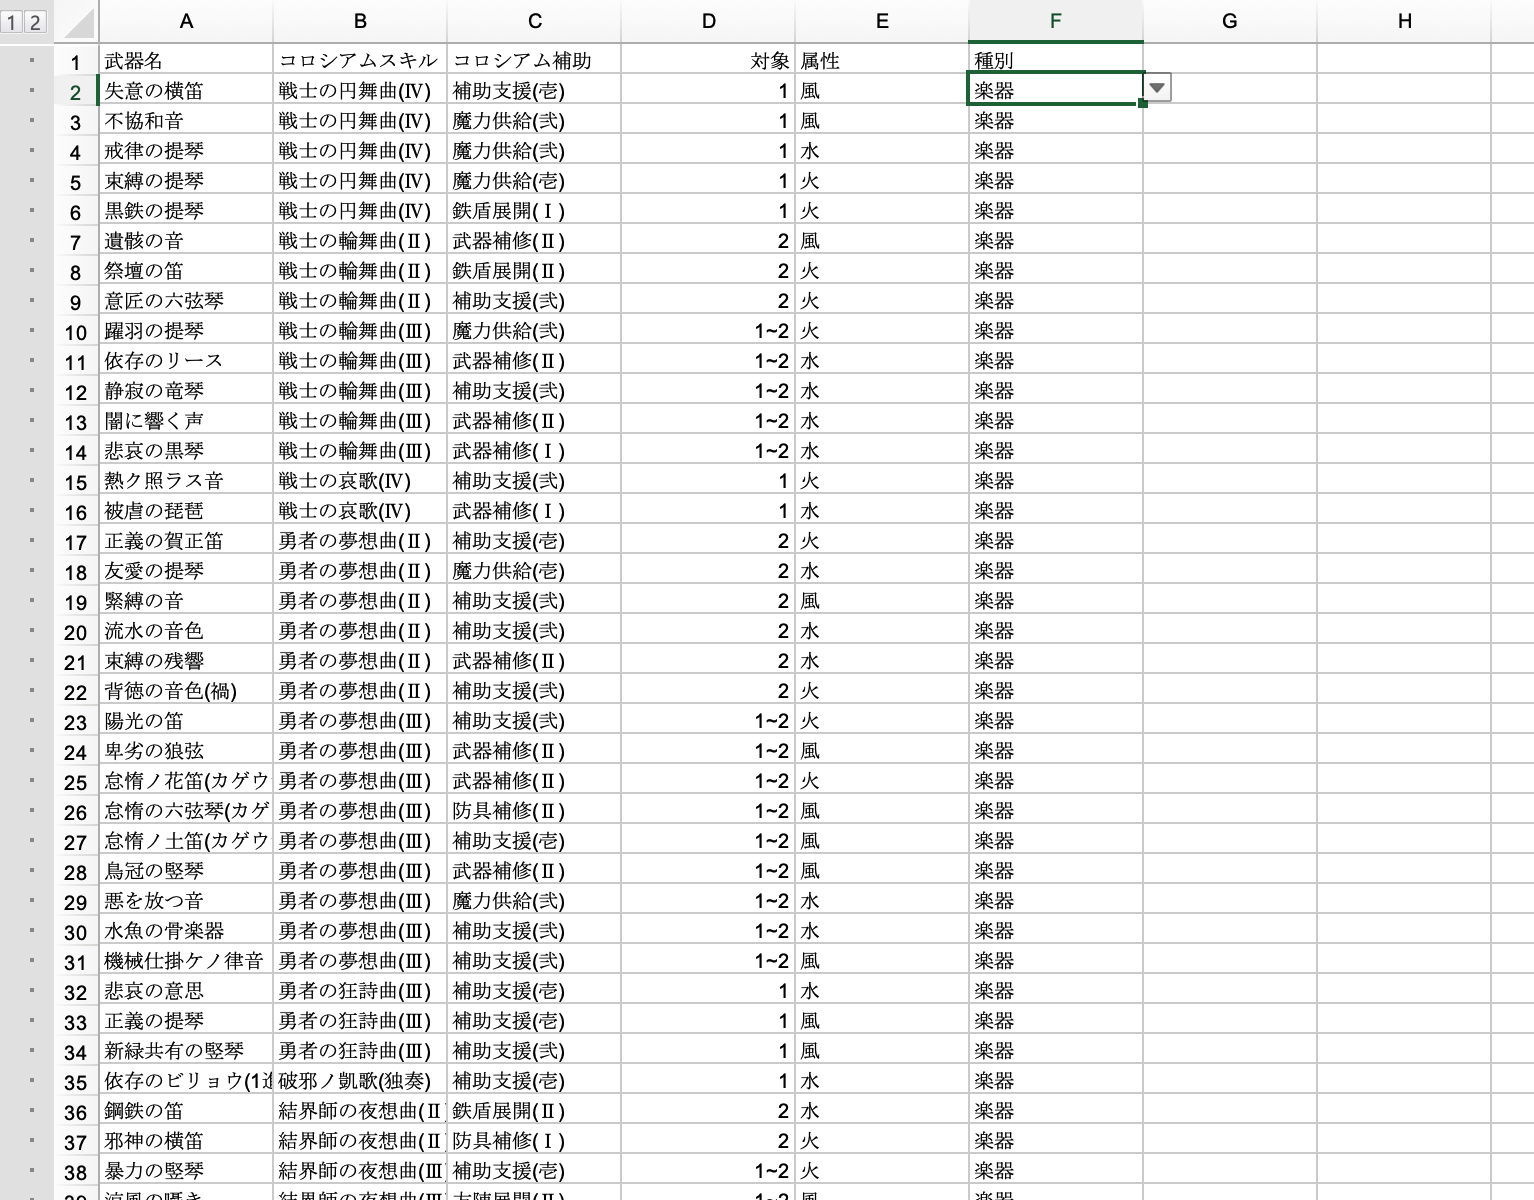 1 2 A B C D E F G H
1 武器名 コロシアムスキル コロシアム補助 対象 属性 種別
2 失意の横笛 戦士の円舞曲(Ⅳ) 補助支援(壱) 1 風 楽器
3 不協和音 戦士の円舞曲(Ⅳ) 魔力供給(弐) 1 風 楽器
4 戒律の提琴 戦士の円舞曲(Ⅳ) 魔力供給(弐) 1 水 楽器
5 束縛の提琴 戦士の円舞曲(Ⅳ) 魔力供給(壱) 1 火 楽器
6 黒鉄の提琴 戦士の円舞曲(Ⅳ) 鉄盾展開(Ⅰ) 1 火 楽器
7 遺骸の音 戦士の輪舞曲(Ⅱ) 武器補修(Ⅱ) 2 風 楽器
8 祭壇の笛 戦士の輪舞曲(Ⅱ) 鉄盾展開(Ⅱ) 2 火 楽器
9 意匠の六弦琴 戦士の輪舞曲(Ⅱ) 補助支援(弐) 2 火 楽器
10 躍羽の提琴 戦士の輪舞曲(Ⅲ) 魔力供給(弐) 1~2 火 楽器
11 依存のリース 戦士の輪舞曲(Ⅲ) 武器補修(Ⅱ) 1~2 水 楽器
12 静寂の竜琴 戦士の輪舞曲(Ⅲ) 補助支援(弐) 1~2 水 楽器
13 闇に響く声 戦士の輪舞曲(Ⅲ) 武器補修(Ⅱ) 1~2 水 楽器
14 悲哀の黒琴 戦士の輪舞曲(Ⅲ) 武器補修(Ⅰ) 1~2 水 楽器
15 熱ク照ラス音 戦士の哀歌(Ⅳ) 補助支援(弐) 1 火 楽器
16 被虐の琵琶 戦士の哀歌(Ⅳ) 武器補修(Ⅰ) 1 水 楽器
17 正義の賀正笛 勇者の夢想曲(Ⅱ) 補助支援(壱) 2 火 楽器
18 友愛の提琴 勇者の夢想曲(Ⅱ) 魔力供給(壱) 2 水 楽器
19 緊縛の音 勇者の夢想曲(Ⅱ) 補助支援(弐) 2 風 楽器
20 流水の音色 勇者の夢想曲(Ⅱ) 補助支援(弐) 2 水 楽器
21 束縛の残響 勇者の夢想曲(Ⅱ) 武器補修(Ⅱ) 2 水 楽器
22 背徳の音色(禍) 勇者の夢想曲(Ⅱ) 補助支援(弐) 2 火 楽器
23 陽光の笛 勇者の夢想曲(Ⅲ) 補助支援(弐) 1~2 火 楽器
24 卑劣の狼弦 勇者の夢想曲(Ⅲ) 武器補修(Ⅱ) 1~2 風 楽器
25 怠惰ノ花笛(カゲウ 勇者の夢想曲(Ⅲ) 武器補修(Ⅱ) 1~2 火 楽器
26 怠惰の六弦琴(カゲ 勇者の夢想曲(Ⅲ) 防具補修(Ⅱ) 1~2 風 楽器
27 怠惰ノ土笛(カゲウ 勇者の夢想曲(Ⅲ) 補助支援(壱) 1~2 風 楽器
28 鳥冠の竪琴 勇者の夢想曲(Ⅲ) 武器補修(Ⅱ) 1~2 風 楽器
29 悪を放つ音 勇者の夢想曲(Ⅲ) 魔力供給(弐) 1~2 水 楽器
30 水魚の骨楽器 勇者の夢想曲(Ⅲ) 補助支援(弐) 1~2 水 楽器
31 機械仕掛ケノ律音 勇者の夢想曲(Ⅲ) 補助支援(弐) 1~2 風 楽器
32 悲哀の意思 勇者の狂詩曲(Ⅲ) 補助支援(壱) 1 水 楽器
33 正義の提琴 勇者の狂詩曲(Ⅲ) 補助支援(壱) 1 風 楽器
34 新緑共有の竪琴 勇者の狂詩曲(Ⅲ) 補助支援(弐) 1 風 楽器
35 依存のビリョウ(1進 破邪ノ凱歌(独奏) 補助支援(壱) 1 水 楽器
36 鋼鉄の笛 結界師の夜想曲(Ⅱ 鉄盾展開(Ⅱ) 2 水 楽器
37 邪神の横笛 結界師の夜想曲(Ⅱ 防具補修(Ⅰ) 2 火 楽器
38 暴力の竪琴 結界師の夜想曲(Ⅲ 補助支援(壱) 1~2 火 楽器